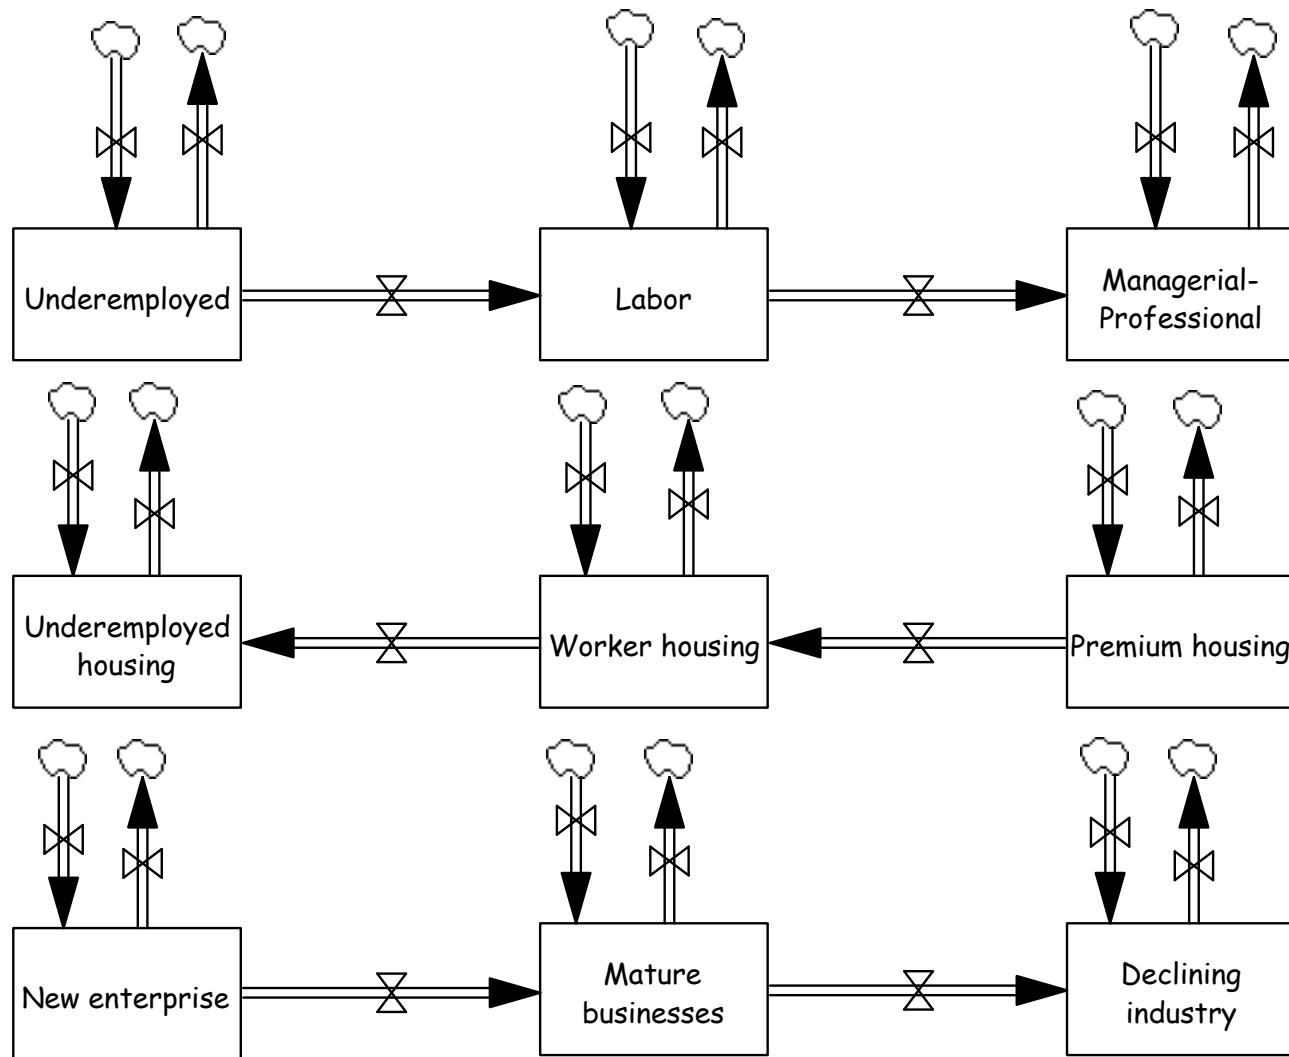 Underemployed
Labor
Managerial-
Professional
Underemployed
housing
Worker housing
Premium housing
New enterprise
Mature
businesses
Declining
industry